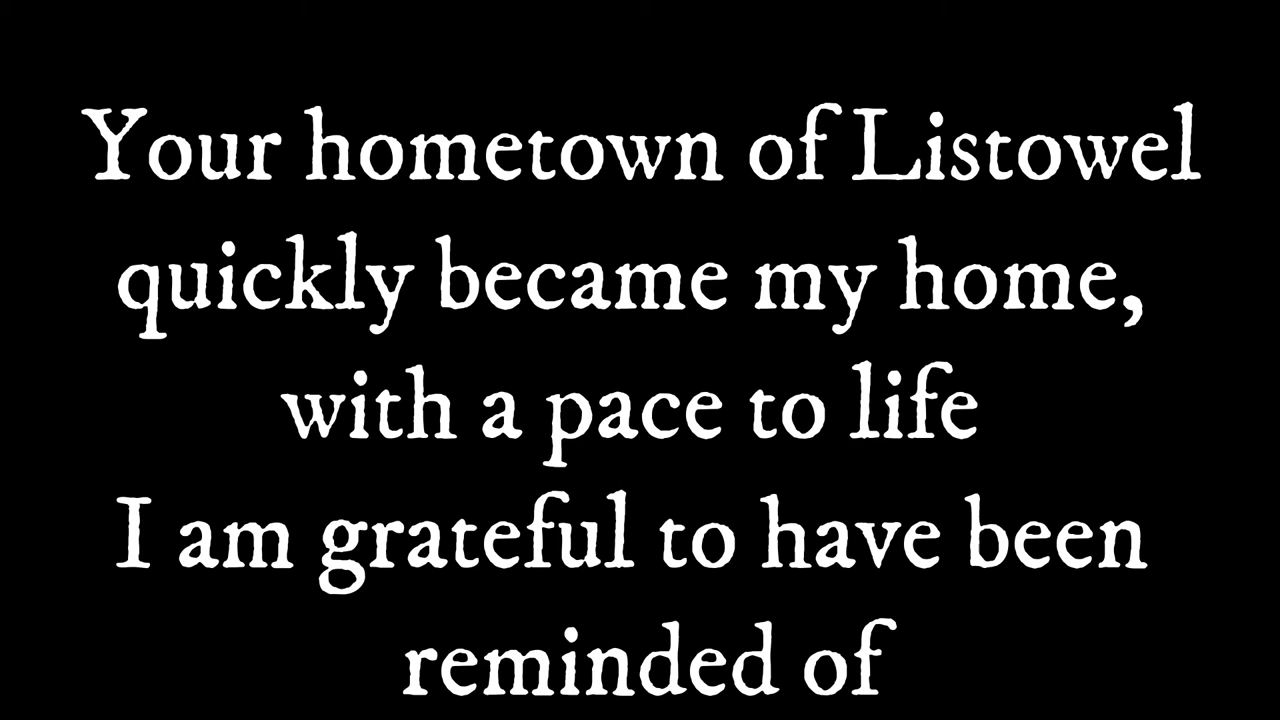 Your hometown of Listowel
quickly became my home,
with a pace to life
I am grateful to have been
reminded of